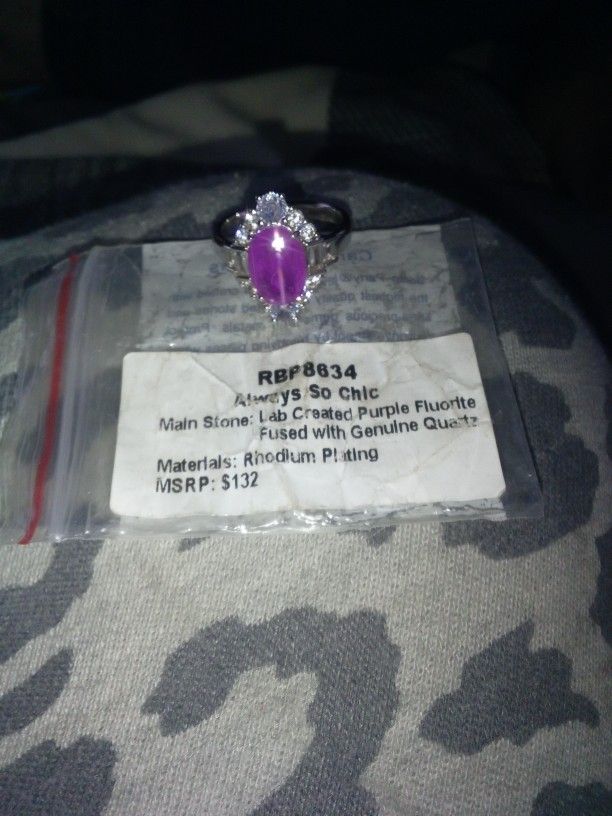 RBP8634
Always So Chic
Main Stone: Lab Created Purple Fluorite
Fused with Genuine Quartz
Materials: Rhodium Plating
MSRP: $132